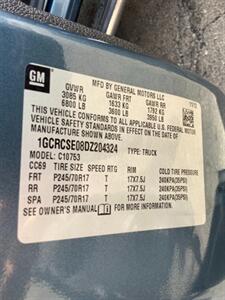 GM
MFD BY GENERAL MOTORS LLC
GVWR GAWR FRT GAWR RR
3085 KG 1633 KG 1792 KG
6800 LB 3600 LB 3950 LB
THIS VEHICLE CONFORMS TO ALL APPLICABLE U.S. FEDERAL MOTOR
VEHICLE SAFETY STANDARDS IN EFFECT ON THE DATE OF
MANUFACTURE SHOWN ABOVE.
1GCRCSE08DZ204324 TYPE: TRUCK
MODEL: C10753
CC69 TIRE SIZE SPEED RTG RIM COLD TIRE PRESSURE
FRT P245/70R17 T 17X7.5J 240KPA(35PSI)
RR P245/70R17 T 17X7.5J 240KPA(35PSI)
SPA P245/70R17 T 17X7.5J 240KPA(35PSI)
SEE OWNER'S MANUAL FOR MORE INFORMATION.